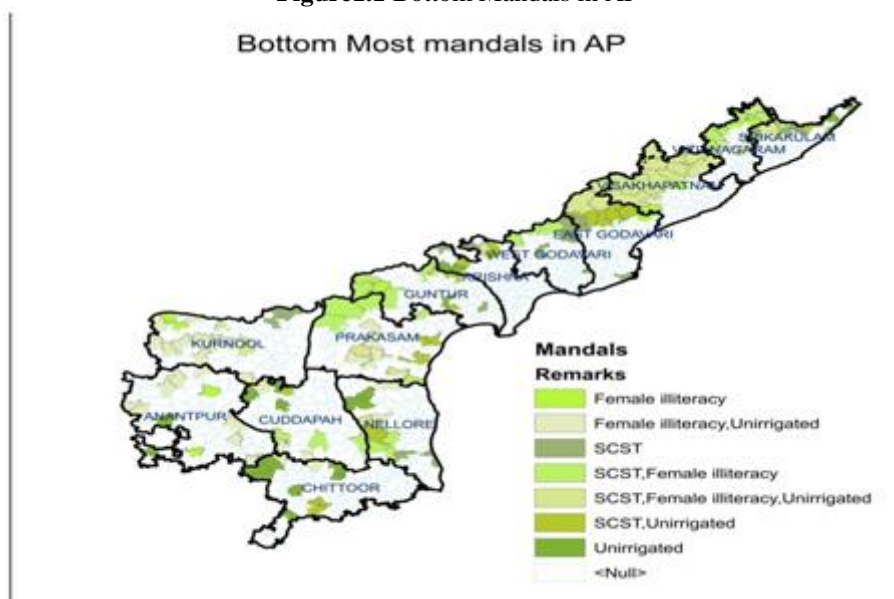 Bottom Most mandals in AP
SRIKAKULAM
VISAKHAPATNAM
EAST GODAVARI
WEST GODAVARI
KRISHNA
GUNTUR
PRAKASAM
KURNOOL
ANANTPUR
CUDDAPAH
NELLORE
CHITTOOR
Mandals
Remarks
Female illiteracy
Female illiteracy,Unirrigated
SCST
SCST,Female illiteracy
SCST,Female illiteracy,Unirrigated
SCST,Unirrigated
Unirrigated
<Null>